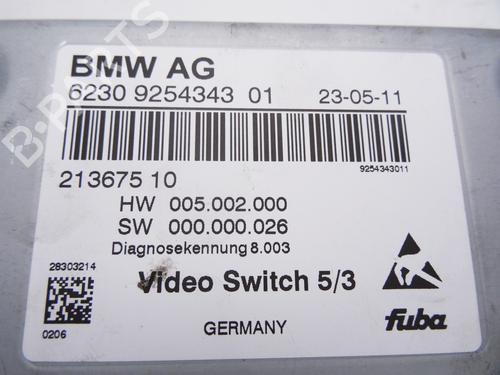 BMW AG
6230 9254343 01 23-05-11
9254343011
213675 10
HW 005.002.000
SW 000.000.026
Diagnosekennung 8.003
28303214
Video Switch 5/3
0206
GERMANY
fuba
B-PARTS